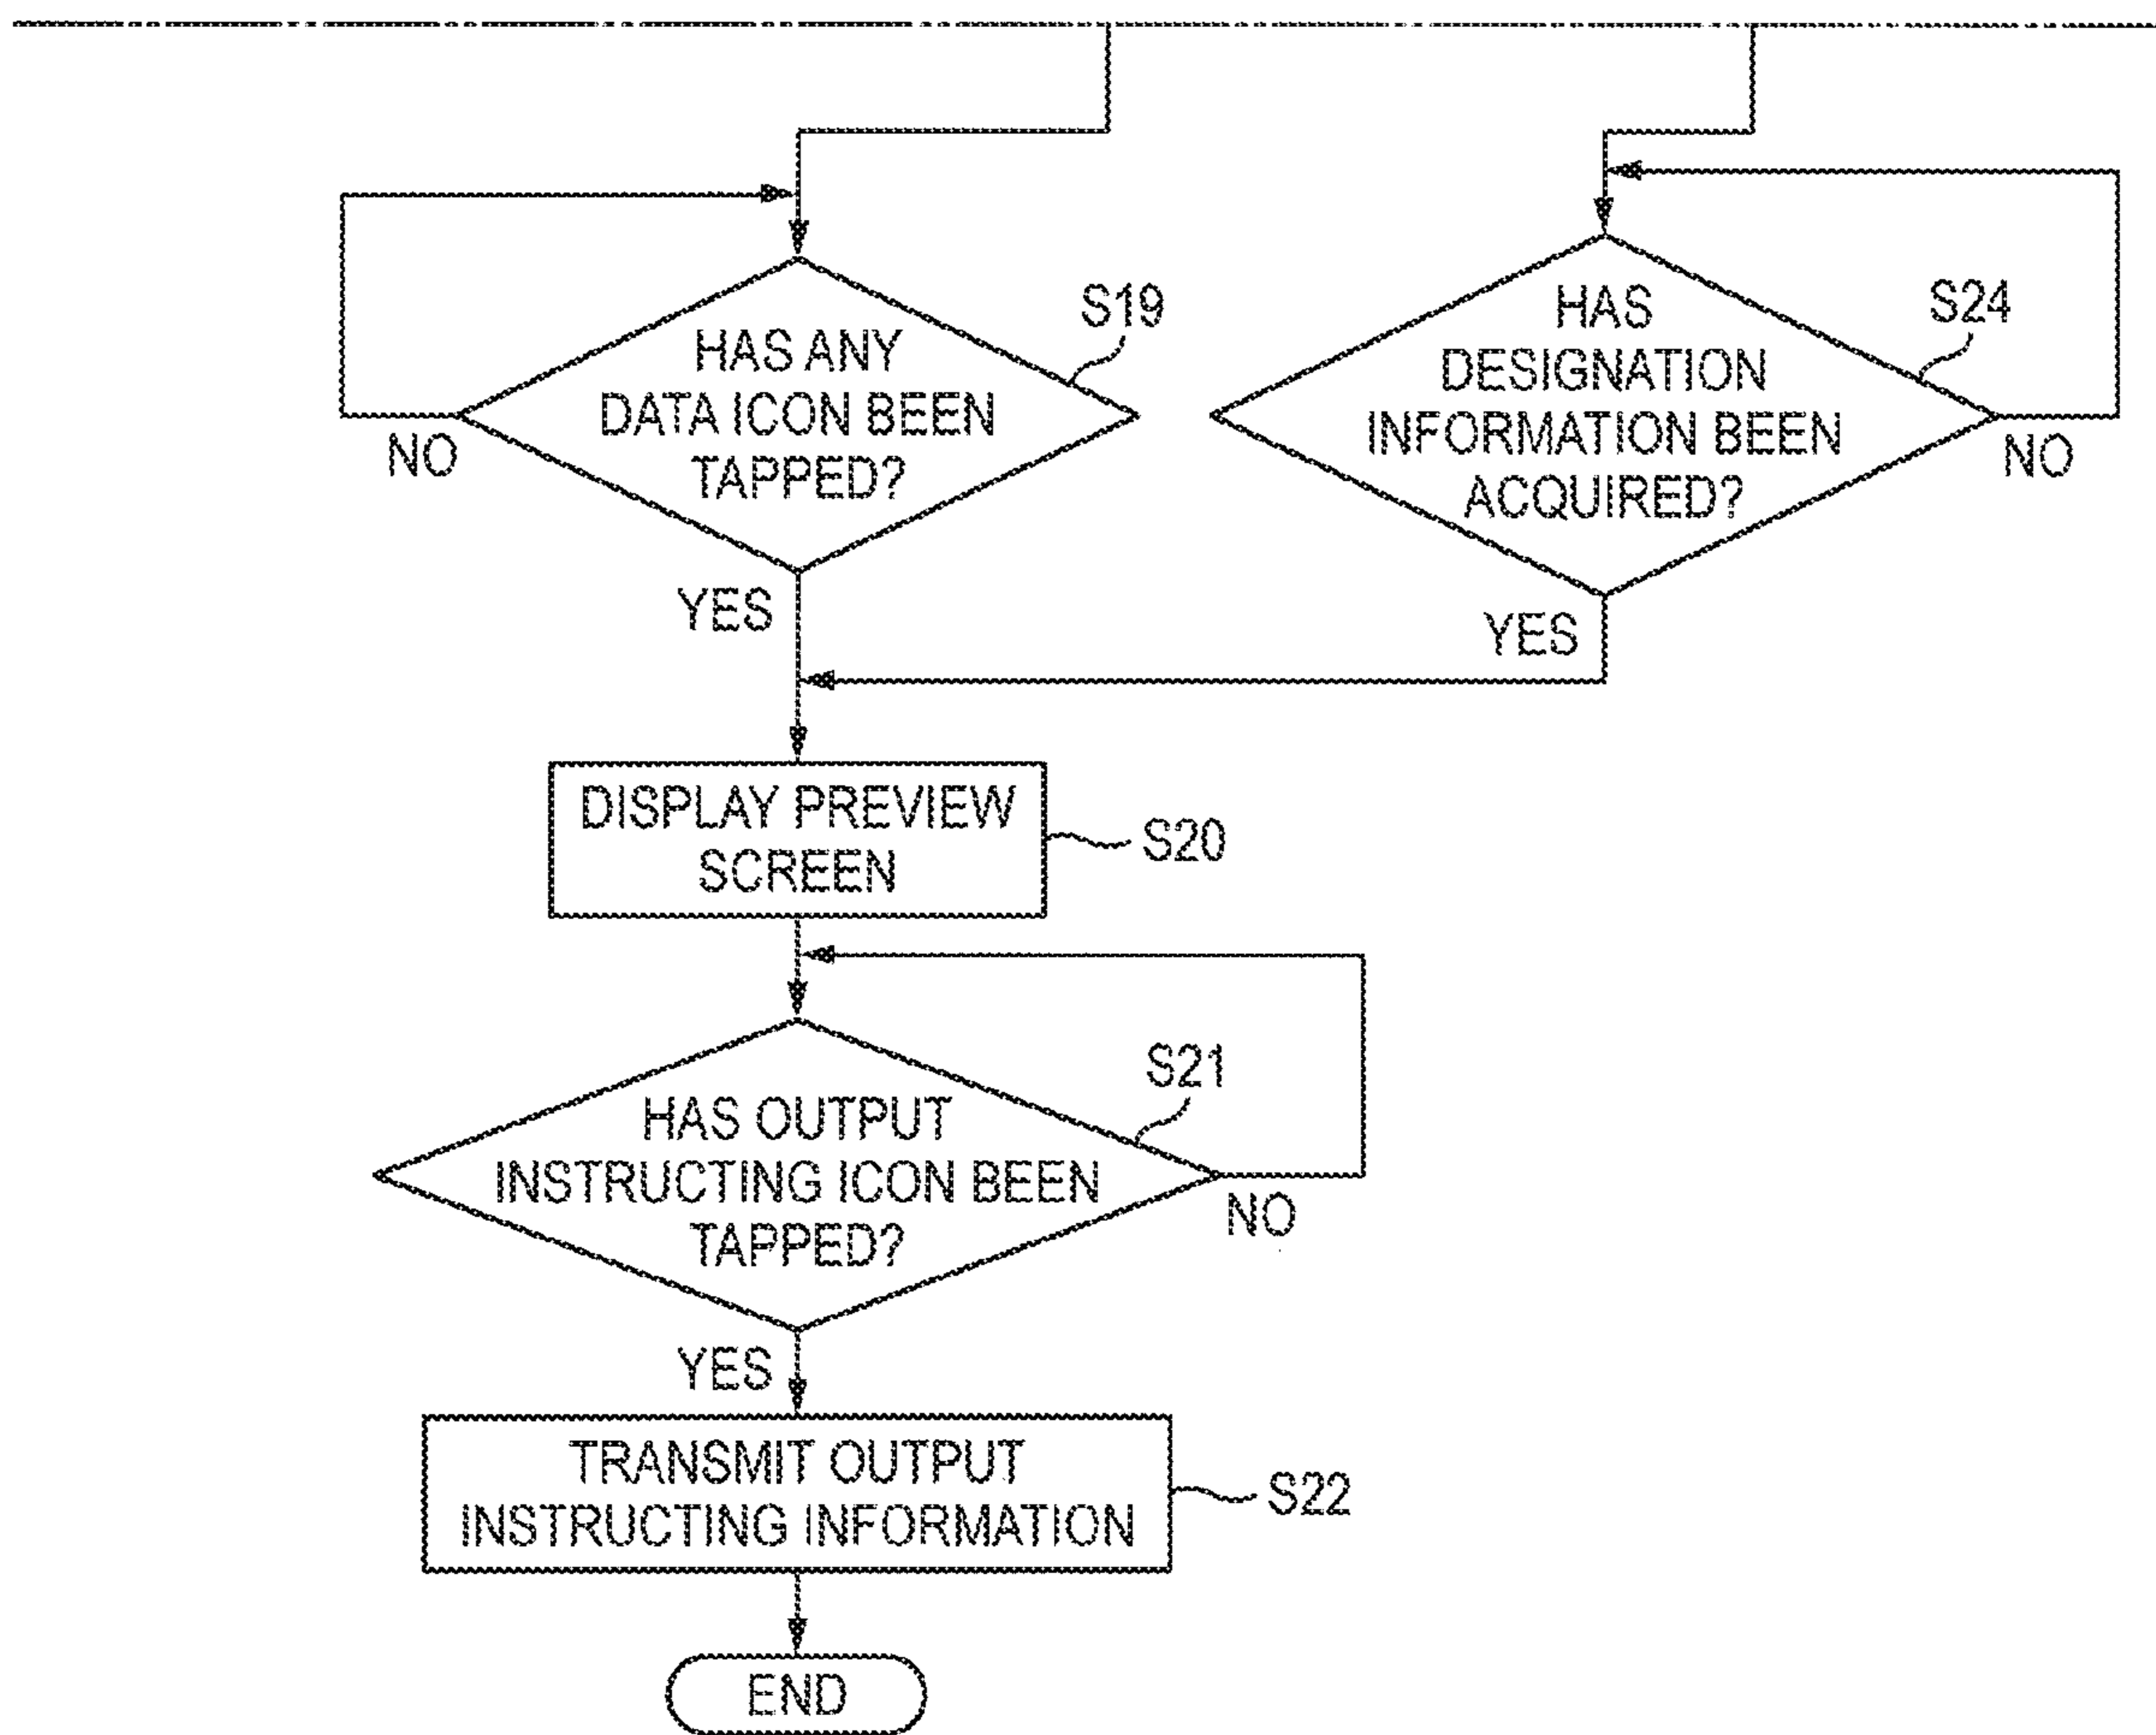 S19
HAS ANY
DATA ICON BEEN
TAPPED?
NO
YES
S24
HAS
DESIGNATION
INFORMATION BEEN
ACQUIRED?
NO
YES
DISPLAY PREVIEW
SCREEN
S20
S21
HAS OUTPUT
INSTRUCTING ICON BEEN
TAPPED?
NO
YES
TRANSMIT OUTPUT
INSTRUCTING INFORMATION
S22
END